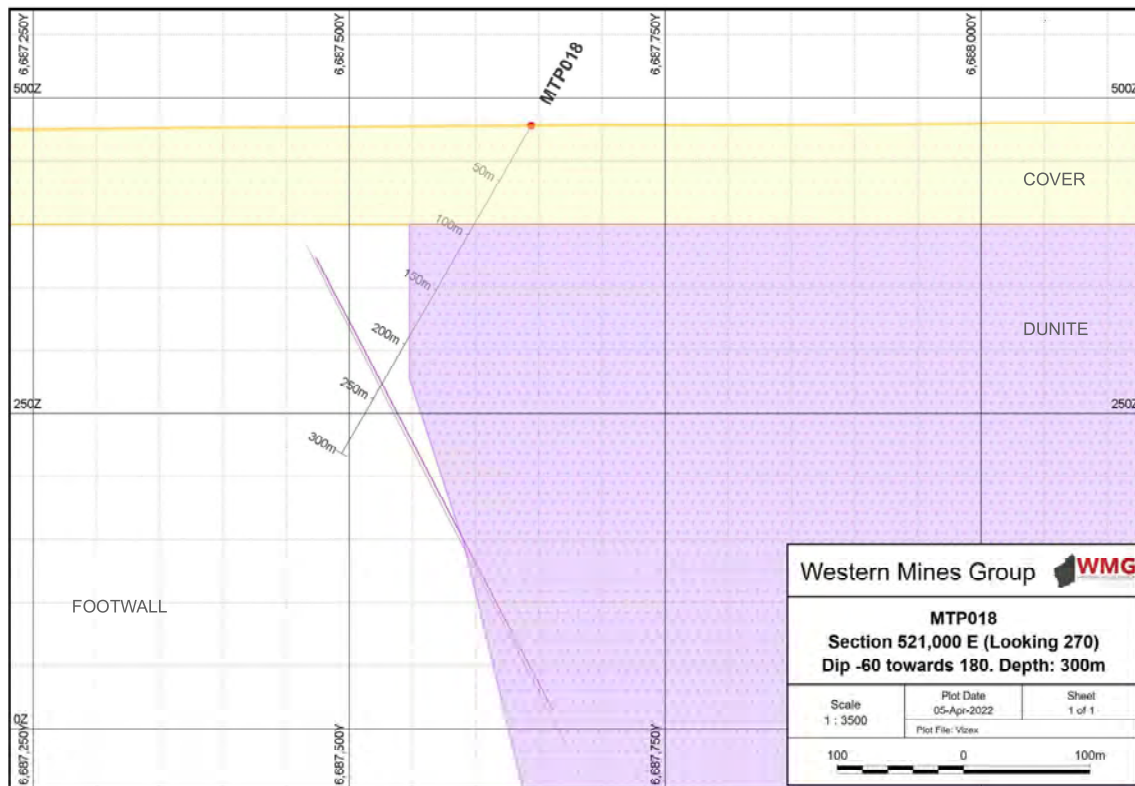 6,687,250Y
6,687,500Y
6,687,750Y
6,688,000Y
MTP018
500Z
500Z
50m
COVER
100m
150m
DUNITE
200m
250m
250Z
250Z
300m
FOOTWALL
Western Mines Group WMG
MTP018
Section 521,000 E (Looking 270)
Dip -60 towards 180. Depth: 300m
Scale
1 : 3500
Plot Date
05-Apr-2022
Sheet
1 of 1
Plot File: Vizex
100 0 100m
0Z
6,687,250Y
6,687,500Y
6,687,750Y